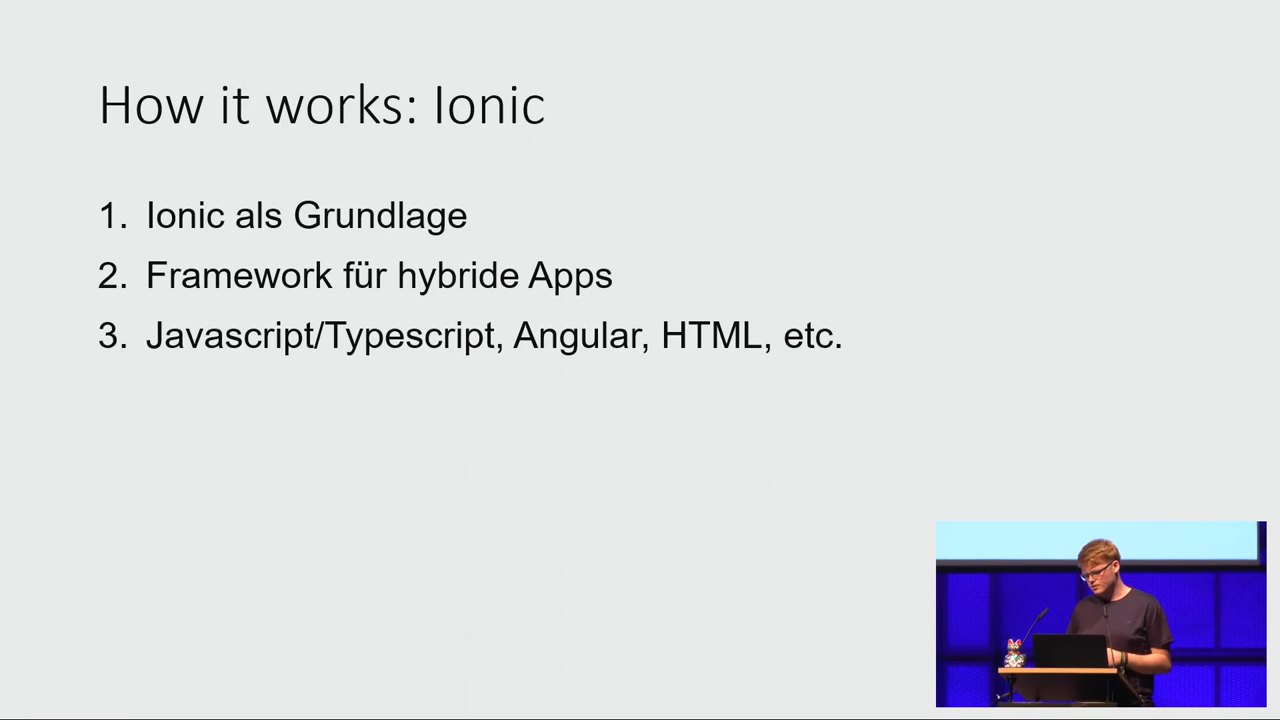 How it works: Ionic
1. Ionic als Grundlage
2. Framework für hybride Apps
3. Javascript/Typescript, Angular, HTML, etc.